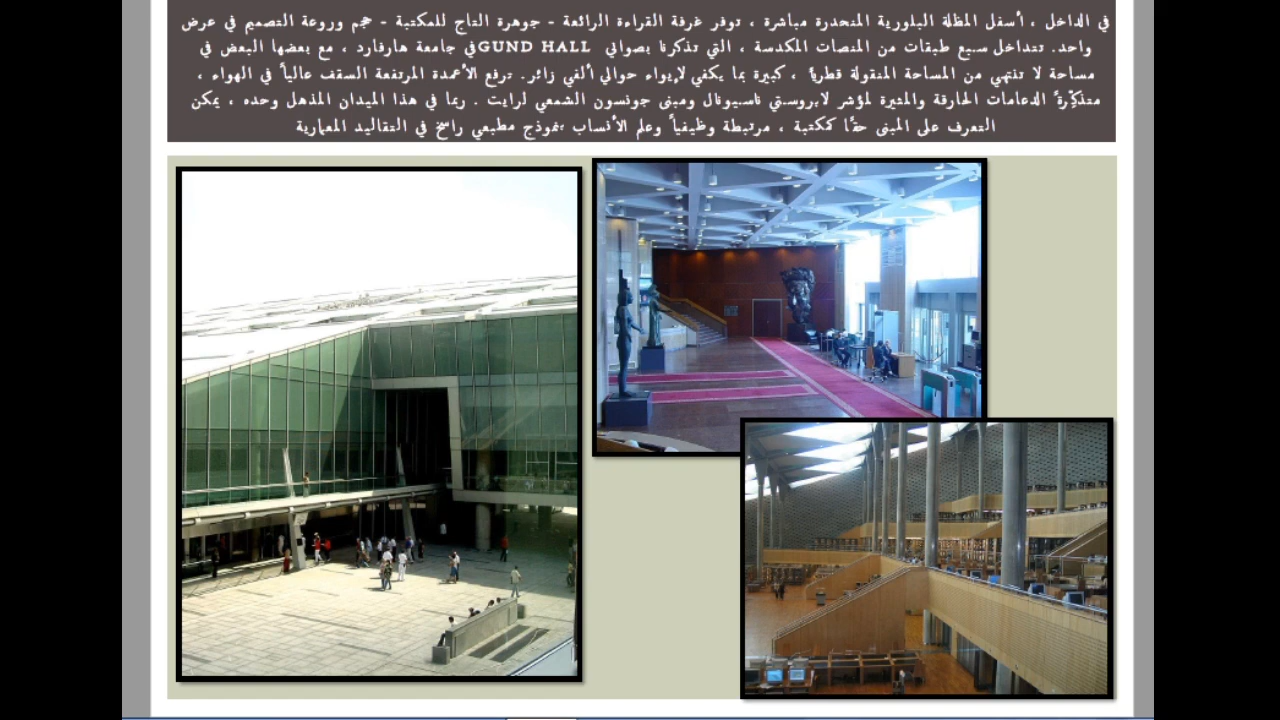 في الداخل ، أسفل المظلة البلورية المنحدرة مباشرة ، توفر غرفة القراءة الرائعة - جوهرة التاج للمكتبة - حجم وروعة التصميم في عرض
واحد. تتداخل سبع طبقات من المنصات المكدسة ، التي تذكرنا بصواني GUND HALL في جامعة هارفارد ، مع بعضها البعض في
مساحة لا تنتهي من المساحة المنقولة قطريًا ، كبيرة بما يكفي لإيواء حوالي ألفي زائر. ترفع الأعمدة المرتفعة السقف عالياً في الهواء ،
متذكِّرةً الدعامات الخارقة والمثيرة لمؤشر لابروستي ناسيونال ومبنى جونسون الشمعي لرايت . ربما في هذا الميدان المذهل وحده ، يمكن
التعرف على المبنى حقًا كمكتبة ، مرتبطة وظيفياً وعلم الأنساب بنموذج مطبعي راسخ في التقاليد المعمارية